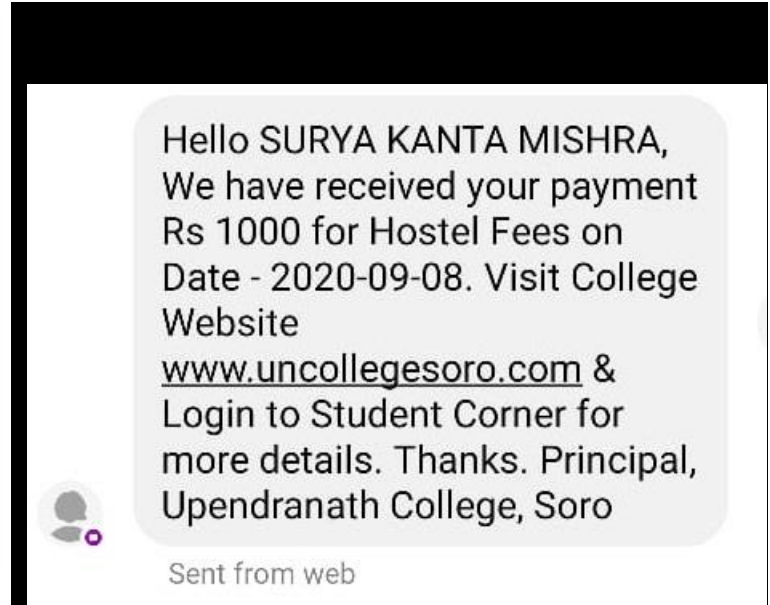 Hello SURYA KANTA MISHRA,
We have received your payment
Rs 1000 for Hostel Fees on
Date - 2020-09-08. Visit College
Website
www.uncollegesoro.com &
Login to Student Corner for
more details. Thanks. Principal,
Upendranath College, Soro
Sent from web